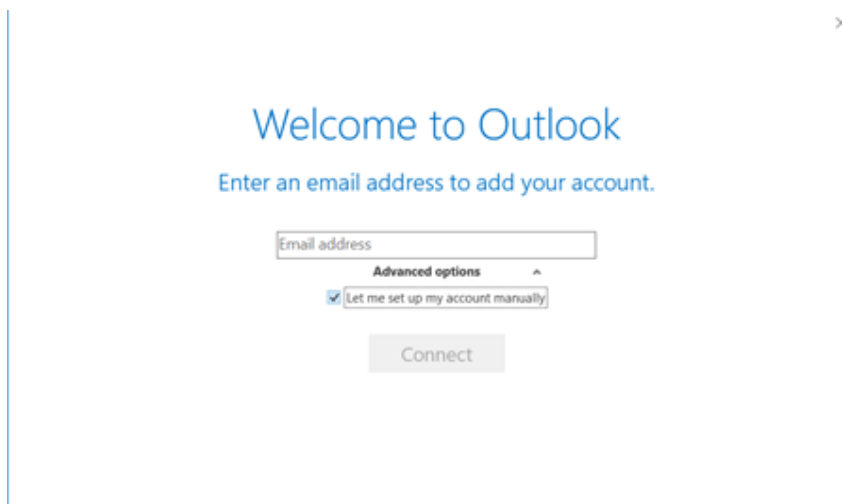 Welcome to Outlook
Enter an email address to add your account.
Email address
Advanced options
Let me set up my account manually
Connect